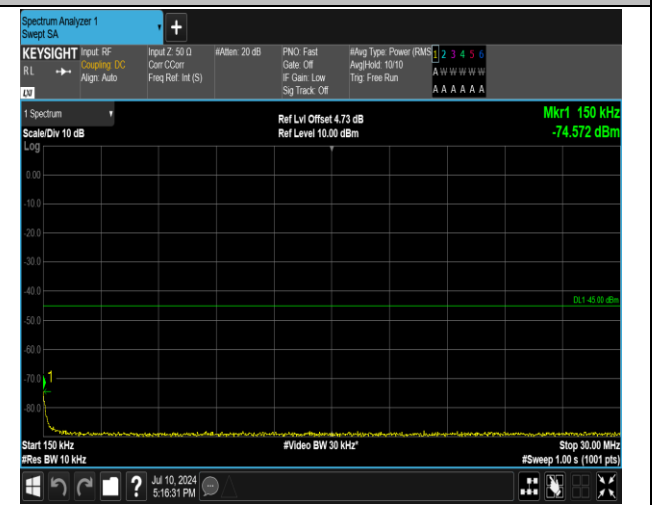 Spectrum Analyzer 1
Swept SA
+
KEYSIGHT Input: RF Input Z: 50 Ω #Atten: 20 dB PNO: Fast #Avg Type: Power (RMS 1 2 3 4 5 6
RL Coupling: DC Corr CCorr Gate: Off Avg|Hold: 10/10 A W W W W W
Align: Auto Freq Ref: Int (S) IF Gain: Low Trig: Free Run
Sig Track: Off A A A A A A
LXI
1 Spectrum Ref Lvl Offset 4.73 dB Mkr1 150 kHz
Scale/Div 10 dB Ref Level 10.00 dBm -74.572 dBm
Log
0.00
-10.0
-20.0
-30.0
-40.0
DL1 -45.00 dBm
-50.0
-60.0
-70.0 1
-80.0
Start 150 kHz #Video BW 30 kHz* Stop 30.00 MHz
#Res BW 10 kHz #Sweep 1.00 s (1001 pts)
? Jul 10, 2024
5:16:31 PM